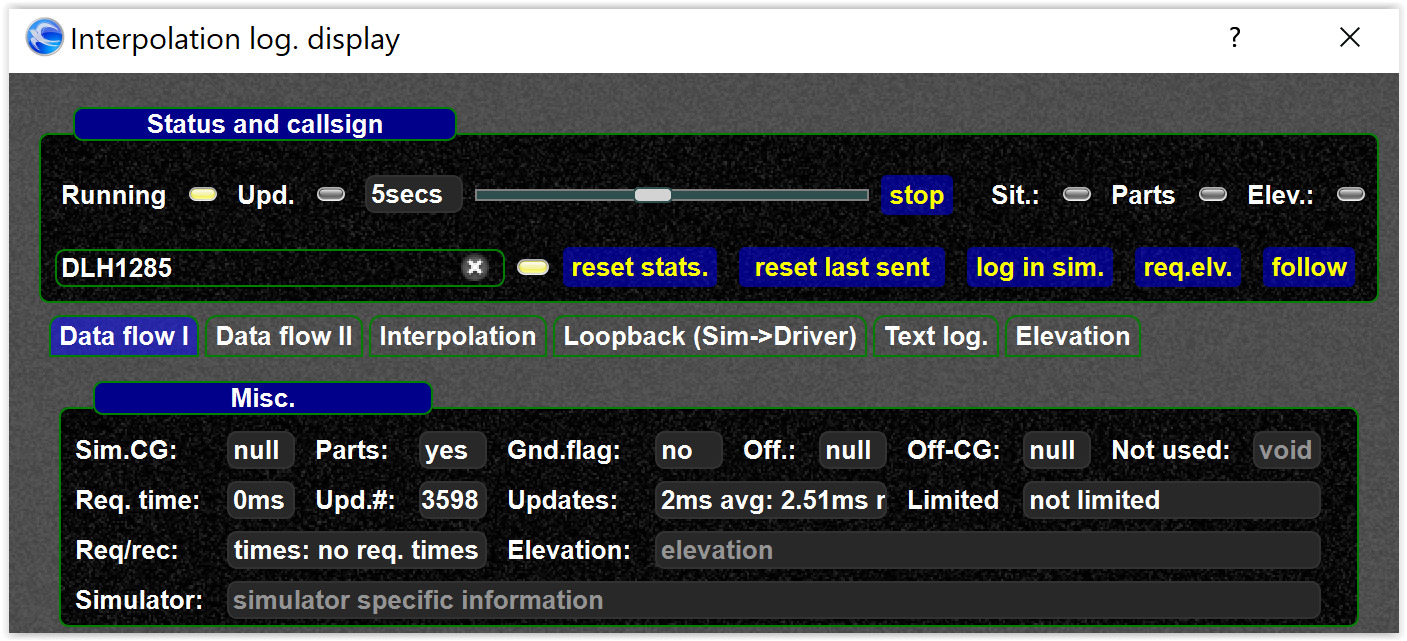 Interpolation log. display ?
Status and callsign
Running Upd. 5secs stop Sit.: Parts Elev.:
DLH1285 reset stats. reset last sent log in sim. req.elv. follow
Data flow I Data flow II Interpolation Loopback (Sim->Driver) Text log. Elevation
Misc.
Sim.CG: null Parts: yes Gnd.flag: no Off.: null Off-CG: null Not used: void
Req. time: 0ms Upd.#: 3598 Updates: 2ms avg: 2.51ms Limited not limited
Req/rec: times: no req. times Elevation: elevation
Simulator: simulator specific information